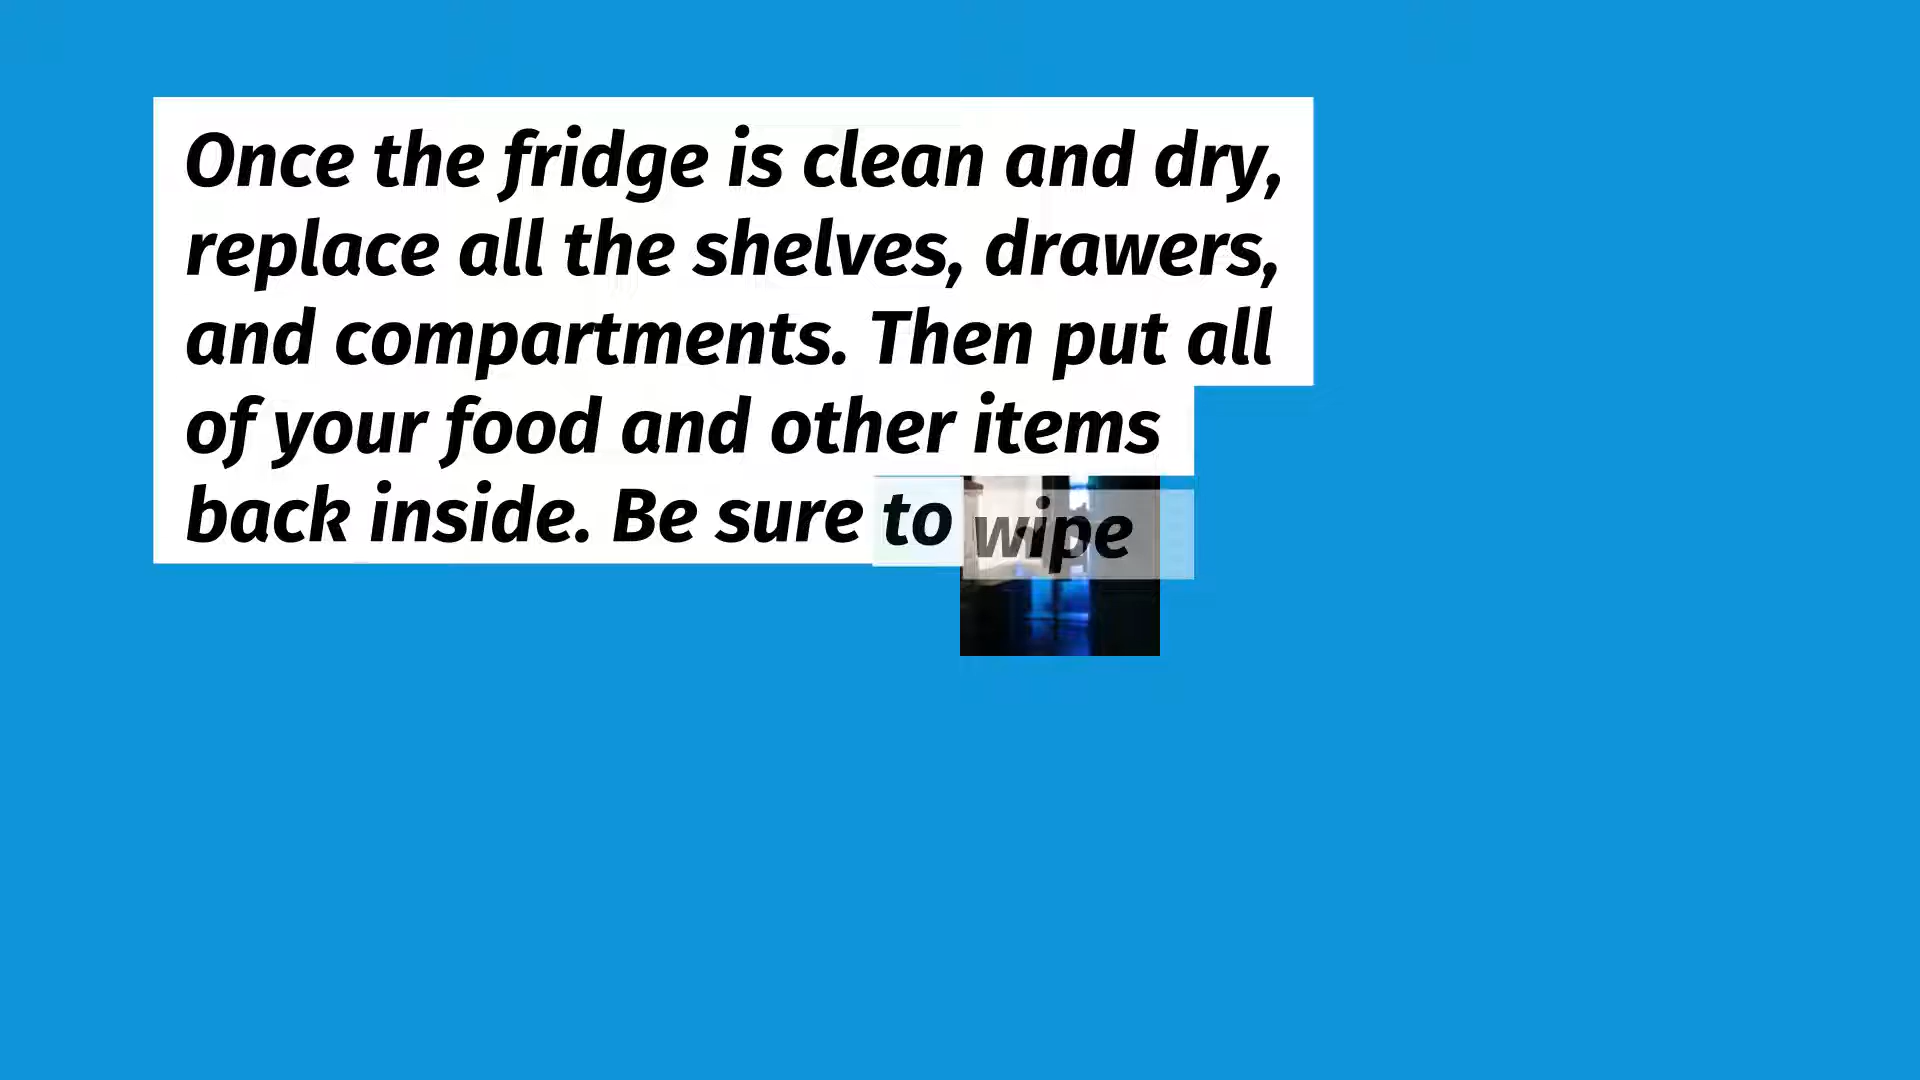 Once the fridge is clean and dry,
replace all the shelves, drawers,
and compartments. Then put all
of your food and other items
back inside. Be sure to wipe